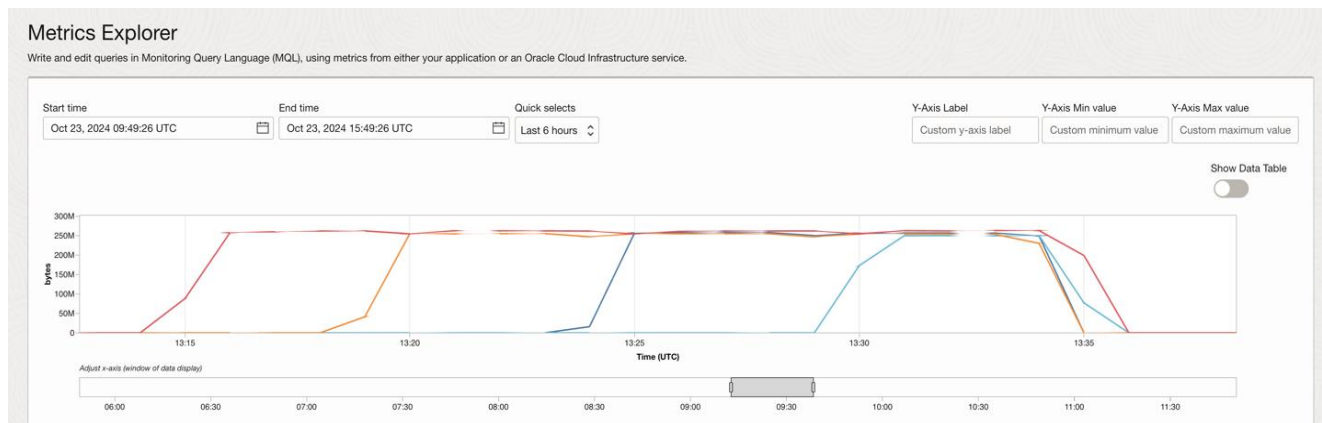 Metrics Explorer
Write and edit queries in Monitoring Query Language (MQL), using metrics from either your application or an Oracle Cloud Infrastructure service.
Start time End time Quick selects Y-Axis Label Y-Axis Min value Y-Axis Max value
Oct 23, 2024 09:49:26 UTC Oct 23, 2024 15:49:26 UTC Last 6 hours Custom y-axis label Custom minimum value Custom maximum value
Show Data Table
300M
250M
200M
150M
100M
50M
0
bytes
13:15 13:20 13:25 13:30 13:35
Time (UTC)
Adjust x-axis (window of data display)
06:00 06:30 07:00 07:30 08:00 08:30 09:00 09:30 10:00 10:30 11:00 11:30